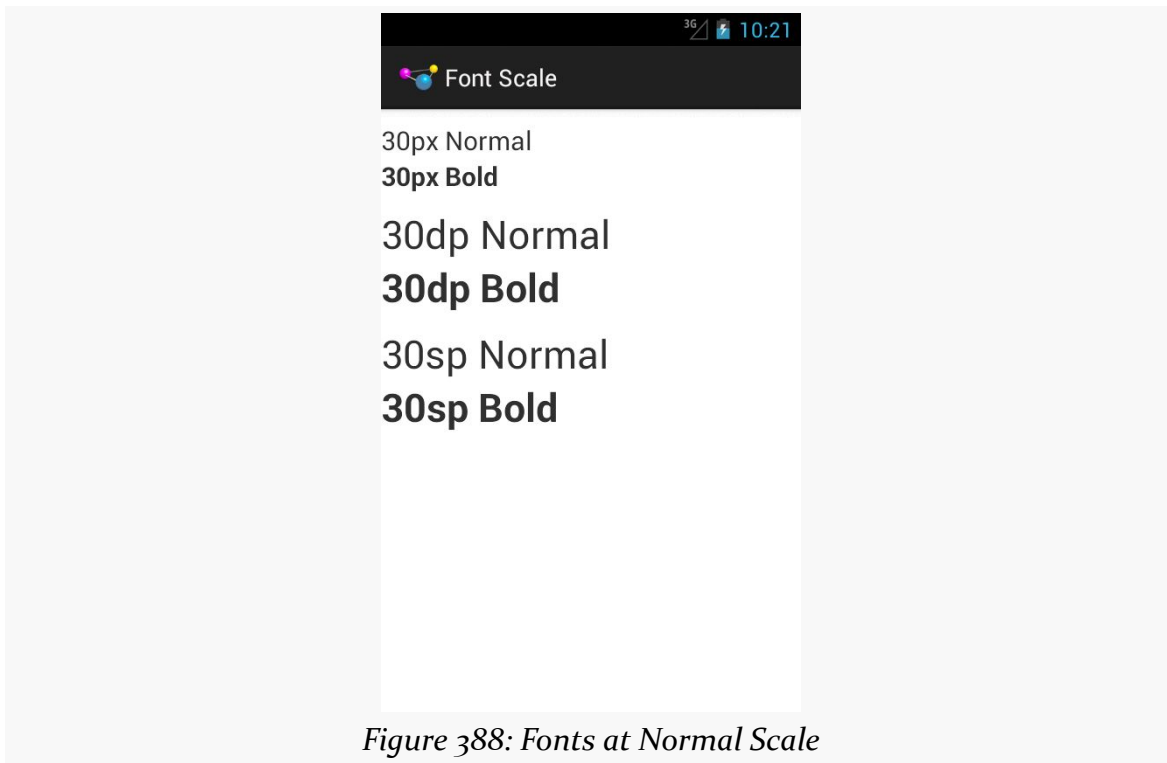 3G 10:21
Font Scale
30px Normal
30px Bold
30dp Normal
30dp Bold
30sp Normal
30sp Bold
Figure 388: Fonts at Normal Scale